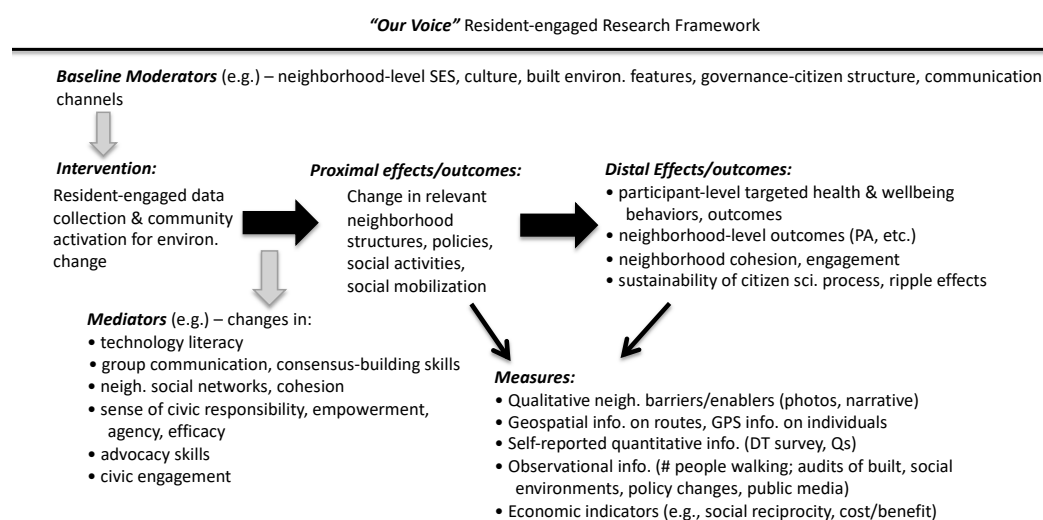 “Our Voice” Resident-engaged Research Framework
Baseline Moderators (e.g.) – neighborhood-level SES, culture, built environ. features, governance-citizen structure, communication
channels
Intervention:
Resident-engaged data
collection & community
activation for environ.
change
Proximal effects/outcomes:
Change in relevant
neighborhood
structures, policies,
social activities,
social mobilization
Distal Effects/outcomes:
• participant-level targeted health & wellbeing
behaviors, outcomes
• neighborhood-level outcomes (PA, etc.)
• neighborhood cohesion, engagement
• sustainability of citizen sci. process, ripple effects
Mediators (e.g.) – changes in:
• technology literacy
• group communication, consensus-building skills
• neigh. social networks, cohesion
• sense of civic responsibility, empowerment,
agency, efficacy
• advocacy skills
• civic engagement
Measures:
• Qualitative neigh. barriers/enablers (photos, narrative)
• Geospatial info. on routes, GPS info. on individuals
• Self-reported quantitative info. (DT survey, Qs)
• Observational info. (# people walking; audits of built, social
environments, policy changes, public media)
• Economic indicators (e.g., social reciprocity, cost/benefit)